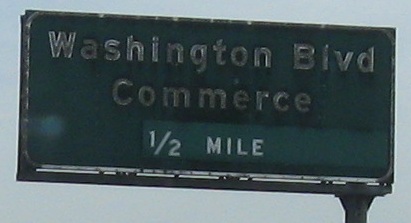 Washington Blvd
Commerce
1/2 MILE